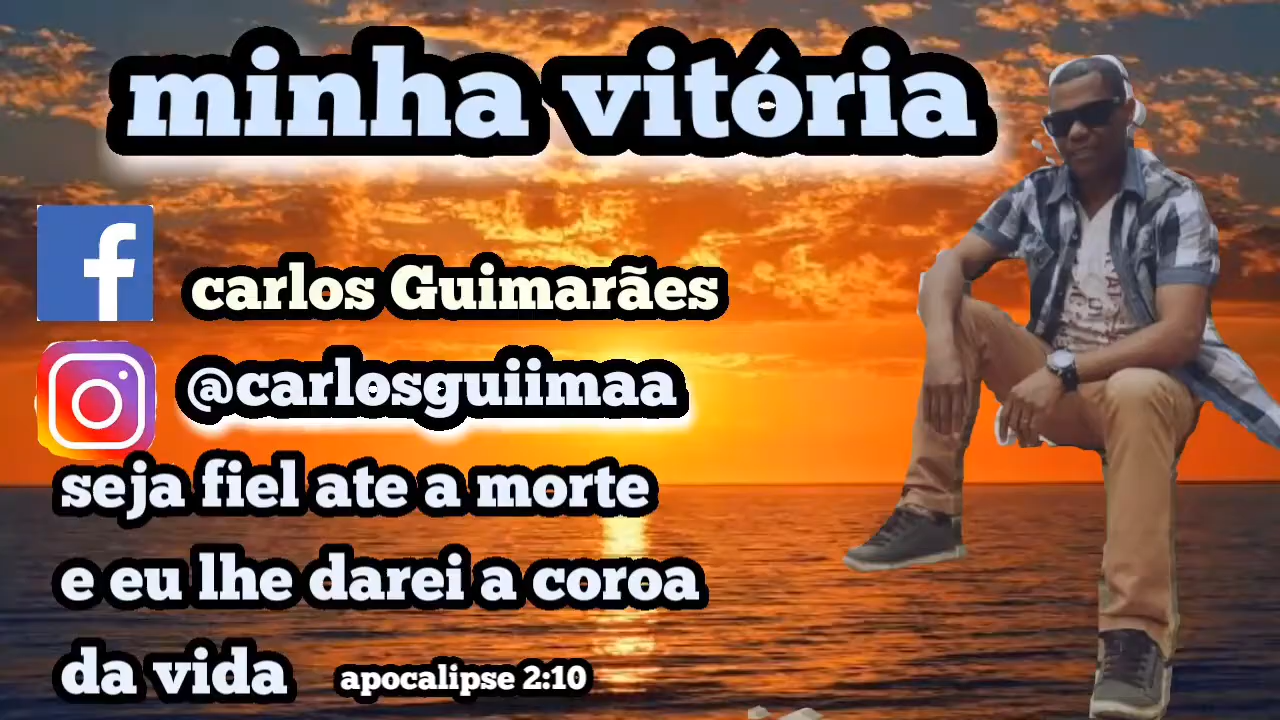 minha vitória
carlos Guimarães
@carlosguiimaa
seja fiel ate a morte
e eu lhe darei a coroa
da vida apocalipse 2:10